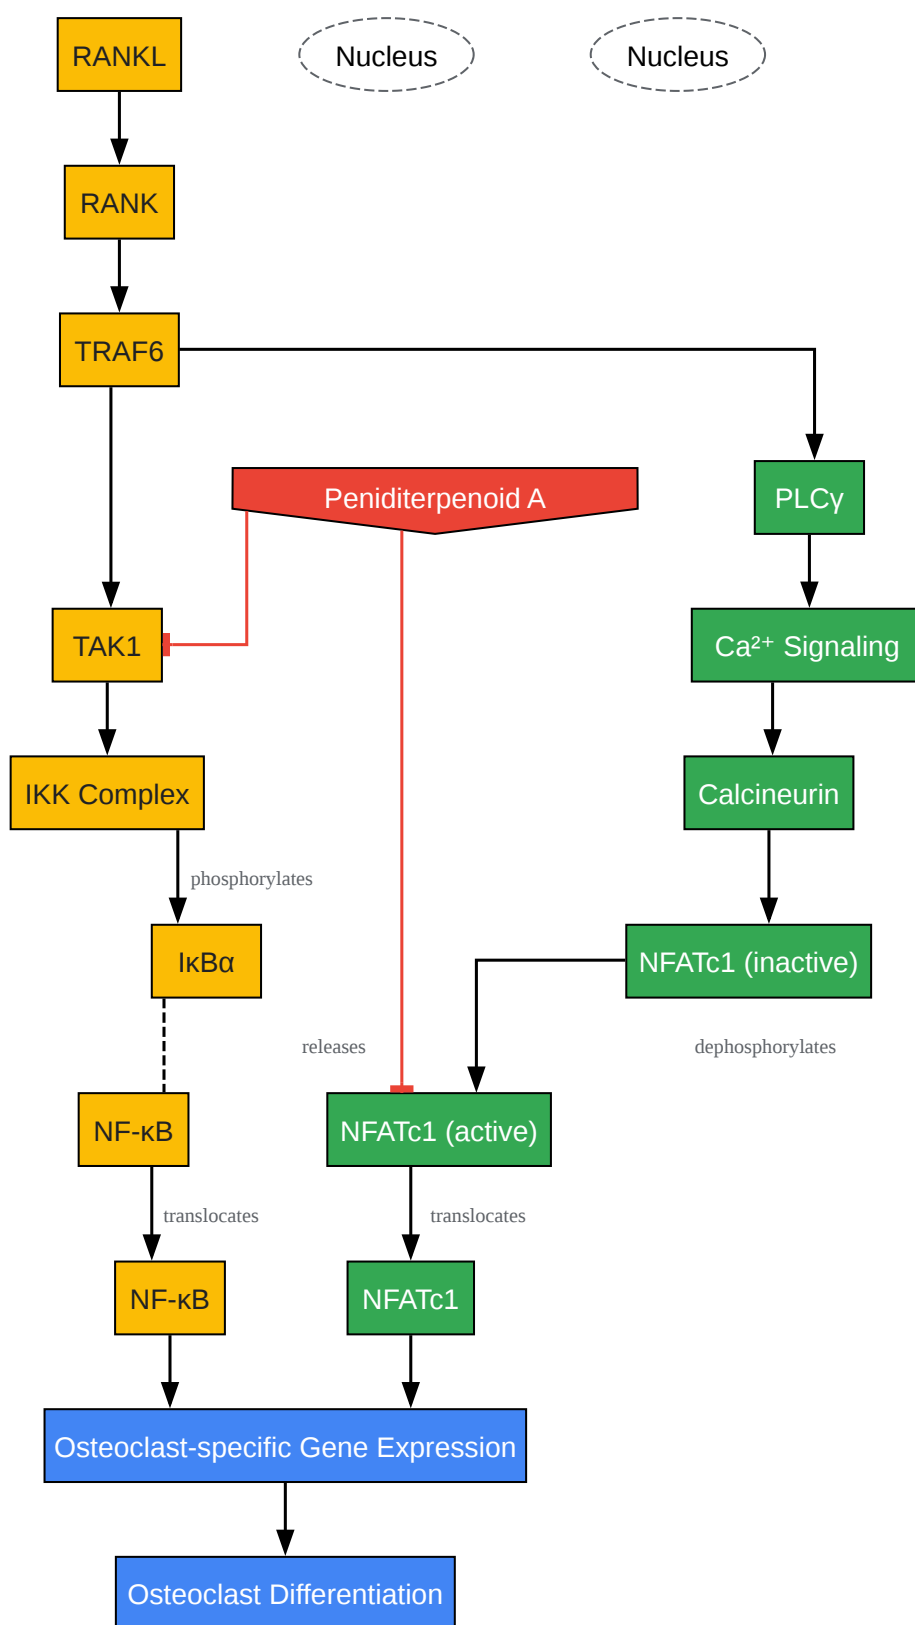 RANKL
Nucleus
Nucleus
RANK
TRAF6
Peniditerpenoid A
PLCγ
TAK1
Ca²⁺ Signaling
IKK Complex
Calcineurin
phosphorylates
IκBα
NFATc1 (inactive)
releases
dephosphorylates
NF-κB
NFATc1 (active)
translocates
translocates
NF-κB
NFATc1
Osteoclast-specific Gene Expression
Osteoclast Differentiation